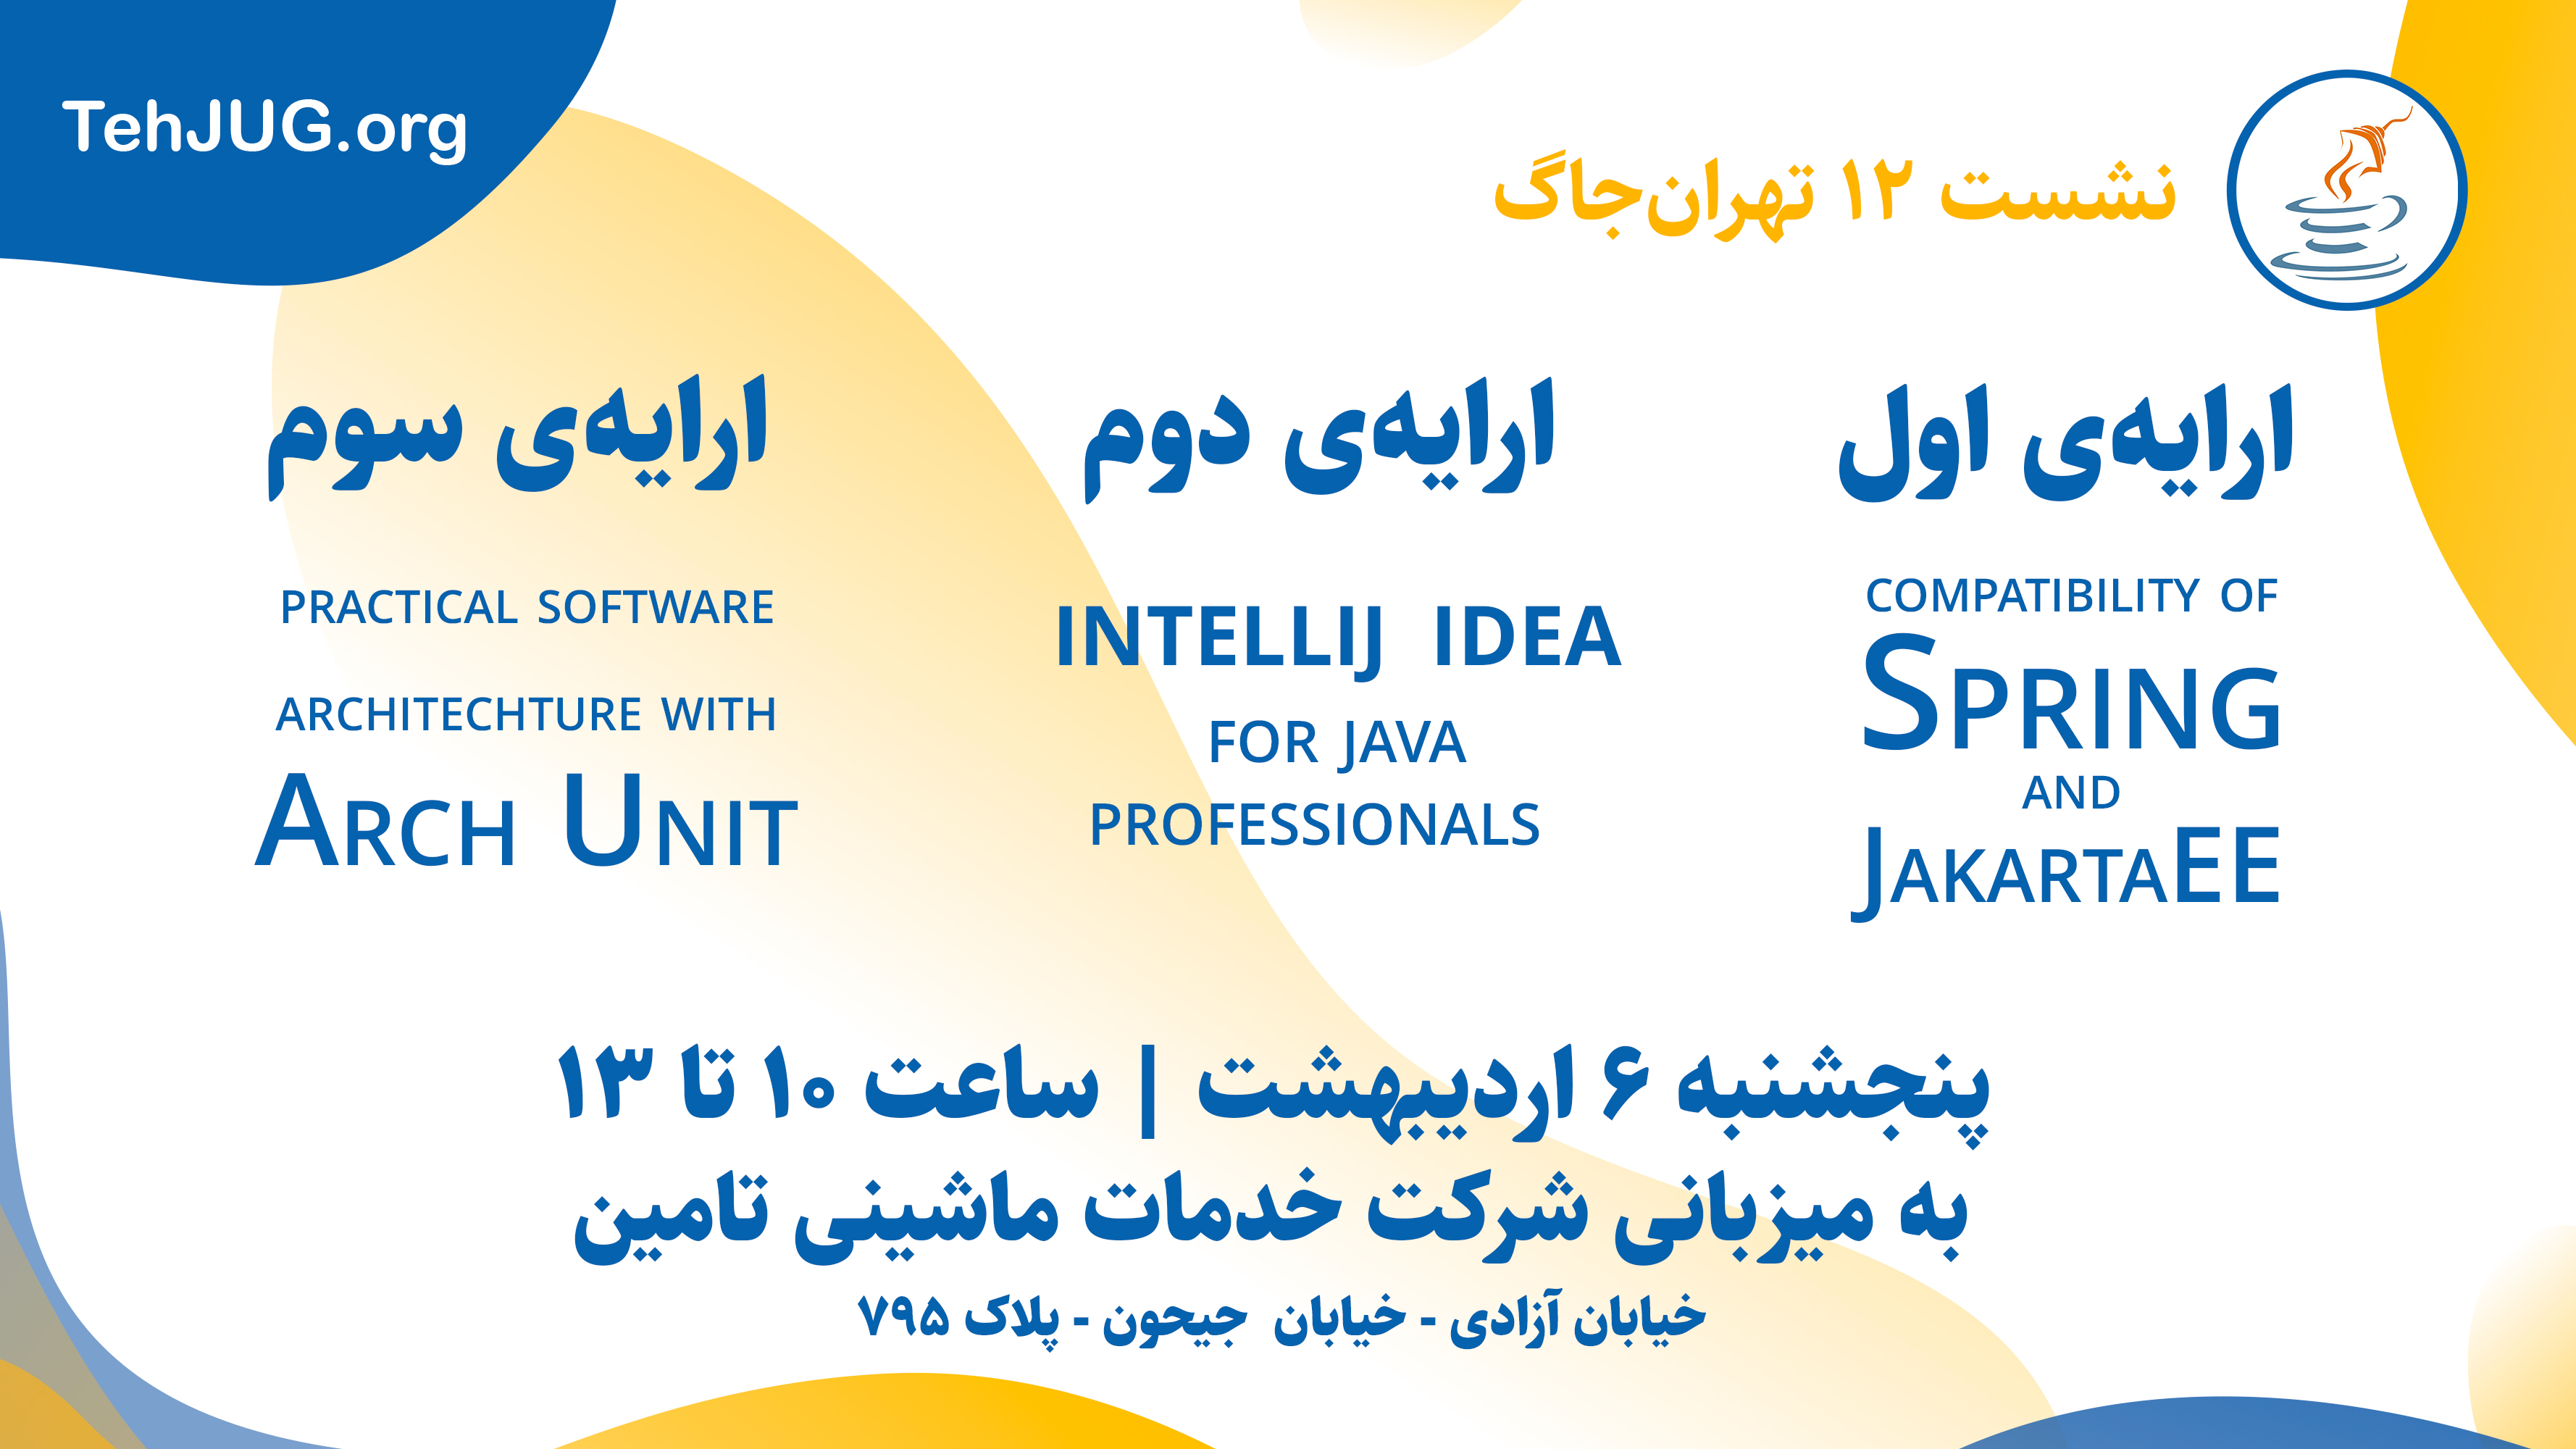 TehJUG.org
نشست ۱۲ تهران‌جاگ
ارایه‌ی اول
COMPATIBILITY OF
SPRING
AND
JAKARTAEE
ارایه‌ی دوم
INTELLIJ IDEA
FOR JAVA
PROFESSIONALS
ارایه‌ی سوم
PRACTICAL SOFTWARE
ARCHITECHTURE WITH
ARCH UNIT
پنجشنبه ۶ اردیبهشت | ساعت ۱۰ تا ۱۳
به میزبانی شرکت خدمات ماشینی تامین
خیابان آزادی - خیابان جیحون - پلاک ۷۹۵